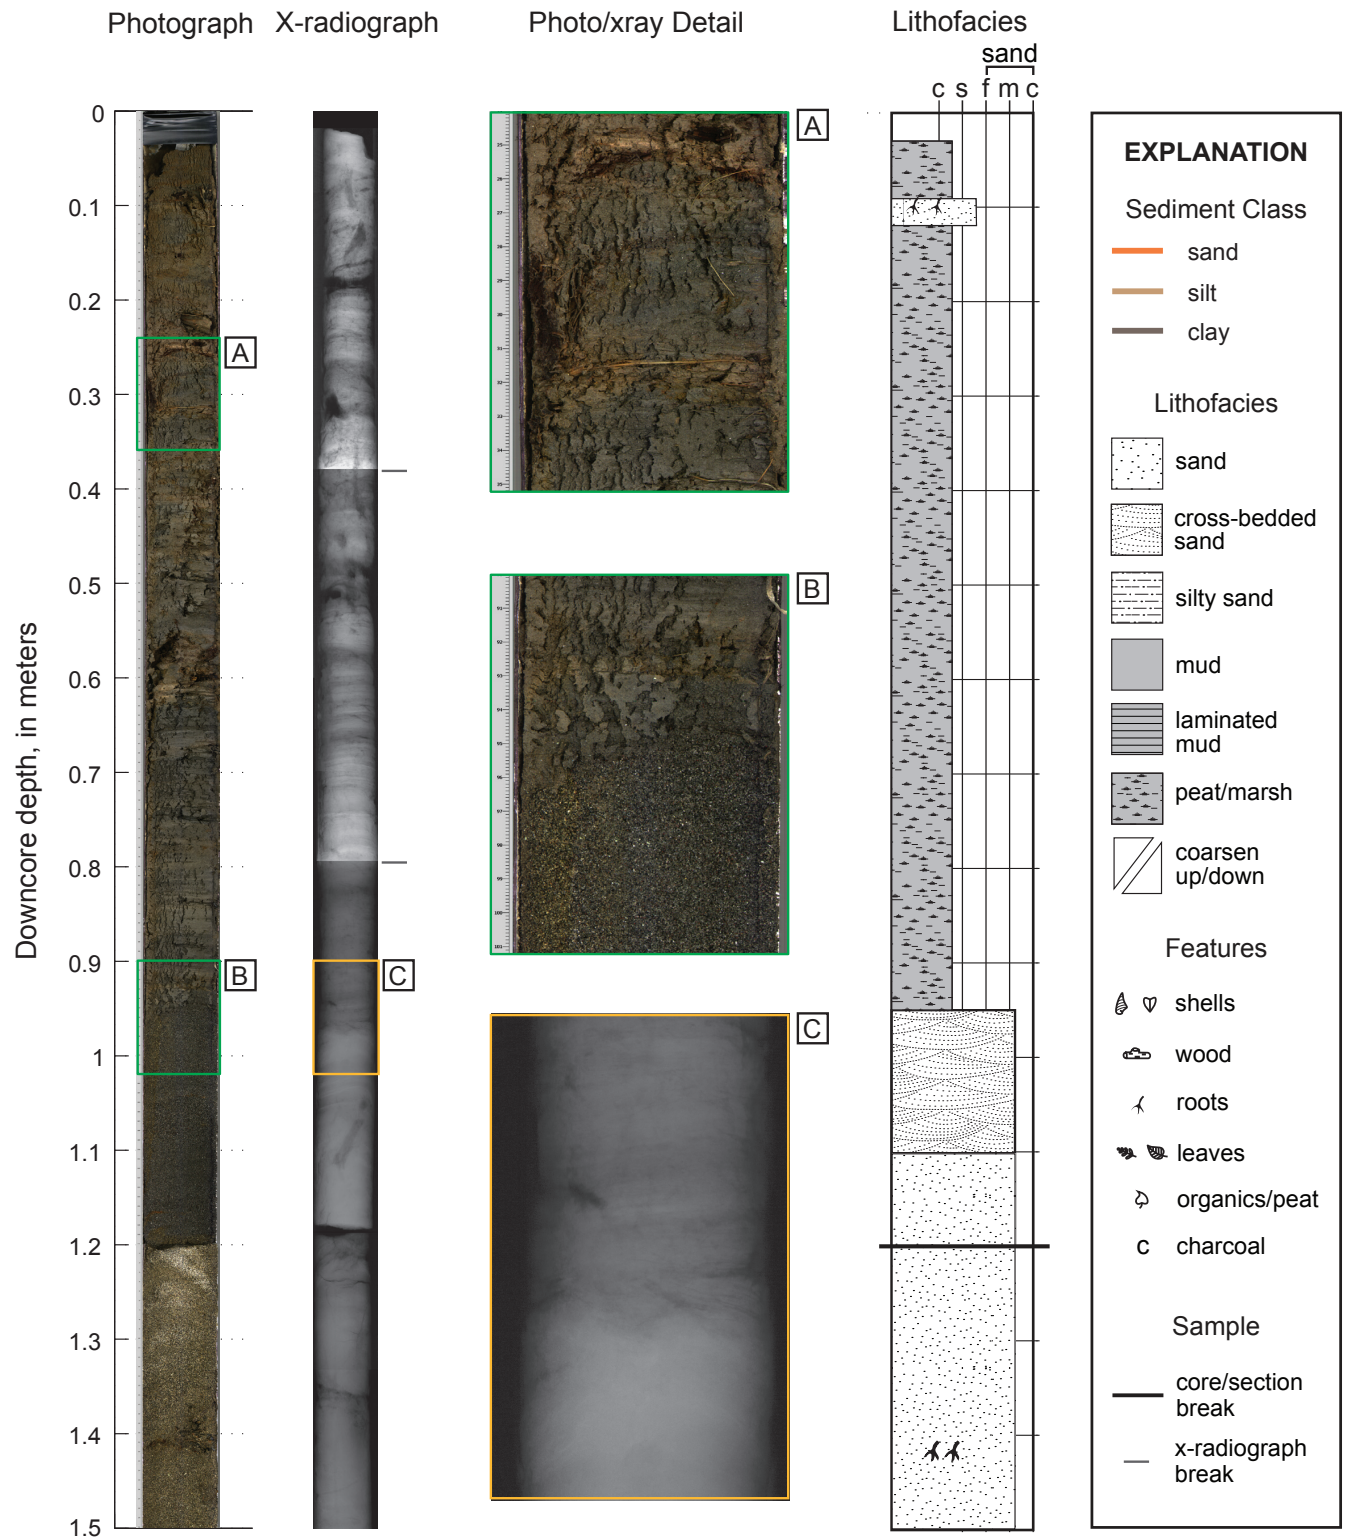 Photograph X-radiograph Photo/xray Detail Lithofacies
sand
c s f m c
Downcore depth, in meters
0
0.1
0.2
0.3
0.4
0.5
0.6
0.7
0.8
0.9
1
1.1
1.2
1.3
1.4
1.5
A
B
C
A
B
C
EXPLANATION
Sediment Class
sand
silt
clay
Lithofacies
sand
cross-bedded
sand
silty sand
mud
laminated
mud
peat/marsh
coarsen
up/down
Features
shells
wood
roots
leaves
organics/peat
c charcoal
Sample
core/section
break
x-radiograph
break